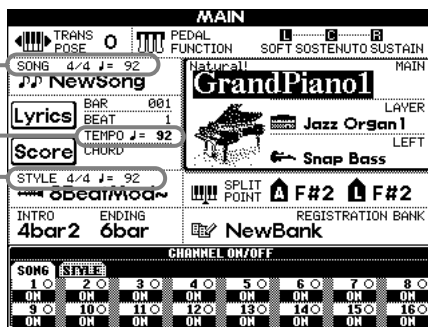 MAIN
TRANS POSE 0
PEDAL FUNCTION
L C R
SOFT SOSTENUTO SUSTAIN
SONG 4/4 ♩= 92
NewSong
Natural! MAIN
GrandPiano1
Lyrics
BAR 001
BEAT 1
TEMPO ♩= 92
LAYER
Jazz Organ1
Score
CHORD
LEFT
Snap Bass
STYLE 4/4 ♩= 92
8BeatMod~
SPLIT POINT A F#2 L F#2
INTRO ENDING
4bar2 6bar
REGISTRATION BANK
NewBank
CHANNEL ON/OFF
SONG STYLE
1 2 3 4 5 6 7 8
ON ON ON ON ON ON ON ON
9 10 11 12 13 14 15 16
ON ON ON ON ON ON ON ON